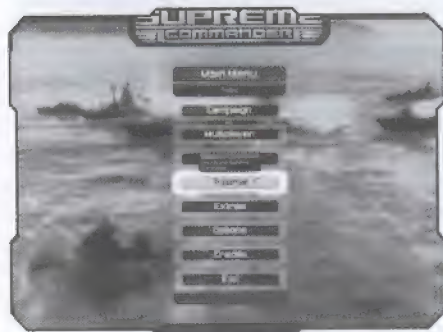 SUPREME
COMMANDER
Main Menu
Campaign
Multiplayer
Tutorial
Extras
Options
Credits
Exit